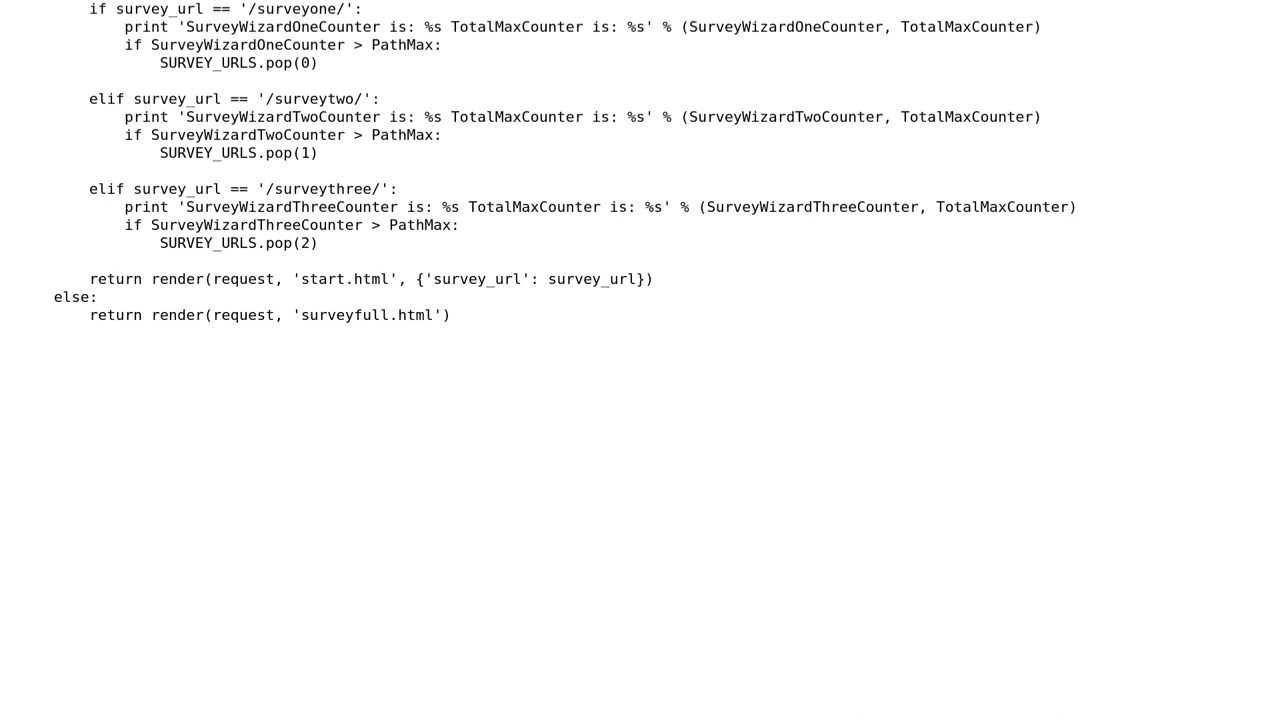 if survey_url == '/surveyone/':
print 'SurveyWizardOneCounter is: %s TotalMaxCounter is: %s' % (SurveyWizardOneCounter, TotalMaxCounter)
if SurveyWizardOneCounter > PathMax:
SURVEY_URLS.pop(0)
elif survey_url == '/surveytwo/':
print 'SurveyWizardTwoCounter is: %s TotalMaxCounter is: %s' % (SurveyWizardTwoCounter, TotalMaxCounter)
if SurveyWizardTwoCounter > PathMax:
SURVEY_URLS.pop(1)
elif survey_url == '/surveythree/':
print 'SurveyWizardThreeCounter is: %s TotalMaxCounter is: %s' % (SurveyWizardThreeCounter, TotalMaxCounter)
if SurveyWizardThreeCounter > PathMax:
SURVEY_URLS.pop(2)
return render(request, 'start.html', {'survey_url': survey_url})
else:
return render(request, 'surveyfull.html')